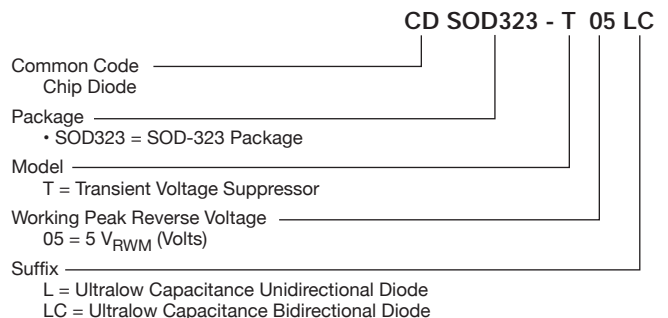 CD SOD323 - T 05 LC
Common Code
Chip Diode
Package
• SOD323 = SOD-323 Package
Model
T = Transient Voltage Suppressor
Working Peak Reverse Voltage
05 = 5 VRWM (Volts)
Suffix
L = Ultralow Capacitance Unidirectional Diode
LC = Ultralow Capacitance Bidirectional Diode